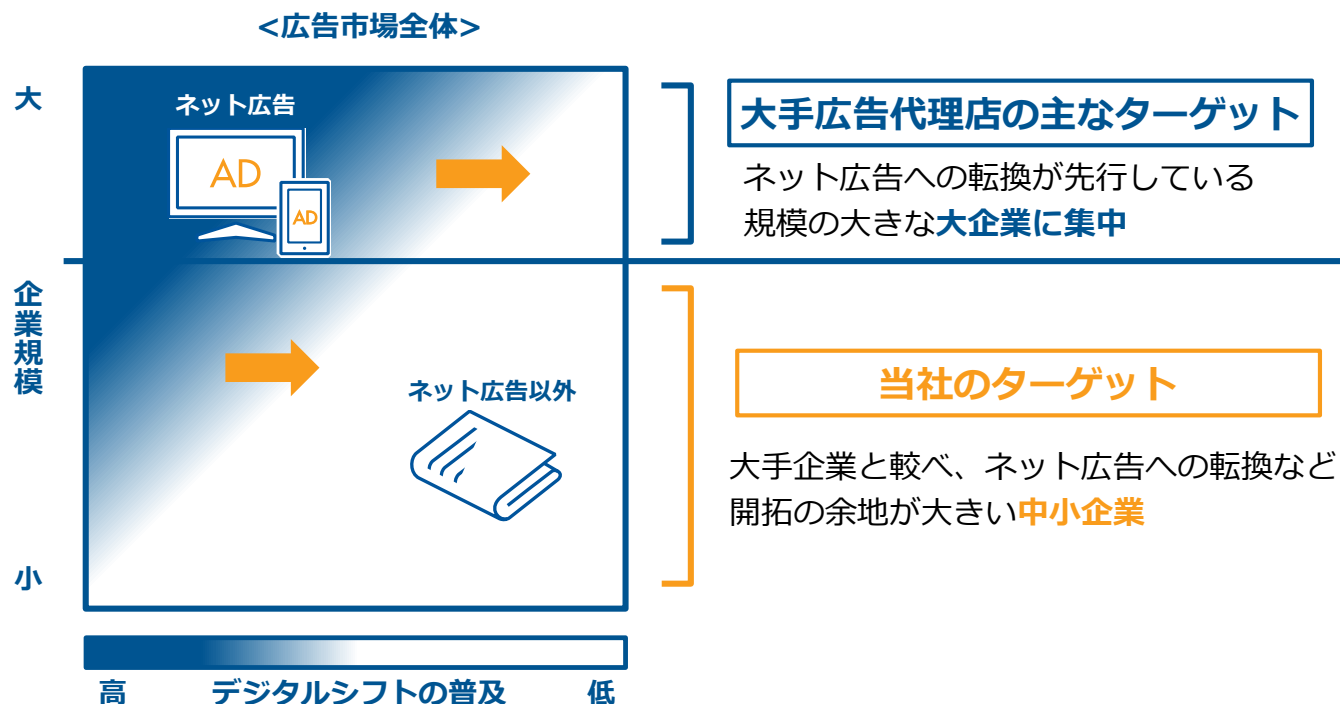 <広告市場全体>
大
ネット広告
AD
AD
企業規模
ネット広告以外
小
高 デジタルシフトの普及 低
大手広告代理店の主なターゲット
ネット広告への転換が先行している
規模の大きな大企業に集中
当社のターゲット
大手企業と較べ、ネット広告への転換など
開拓の余地が大きい中小企業